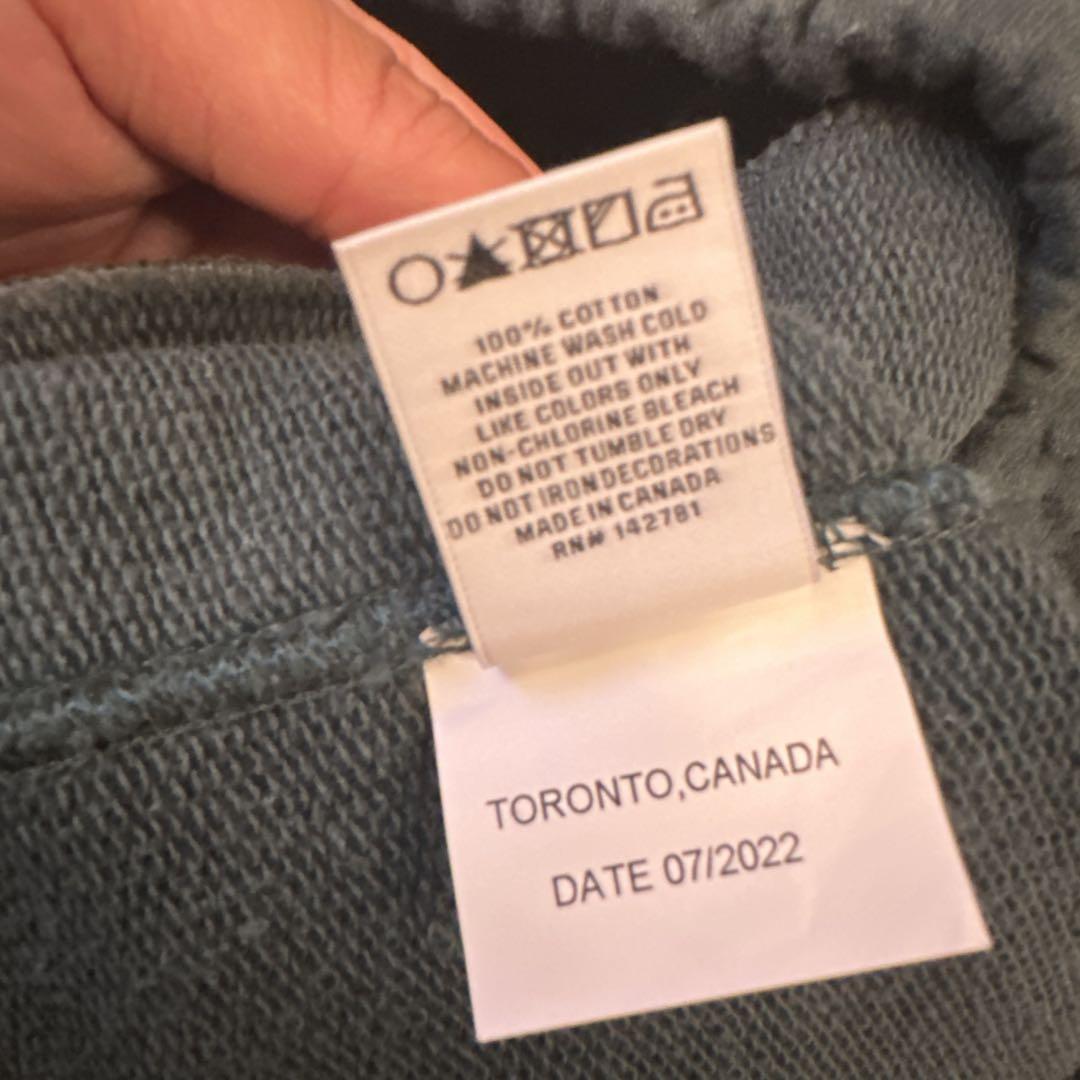 100% COTTON
MACHINE WASH COLD
INSIDE OUT WITH
LIKE COLORS ONLY
NON-CHLORINE BLEACH
DO NOT TUMBLE DRY
DO NOT IRON DECORATIONS
MADE IN CANADA
RN# 142781
TORONTO,CANADA
DATE 07/2022